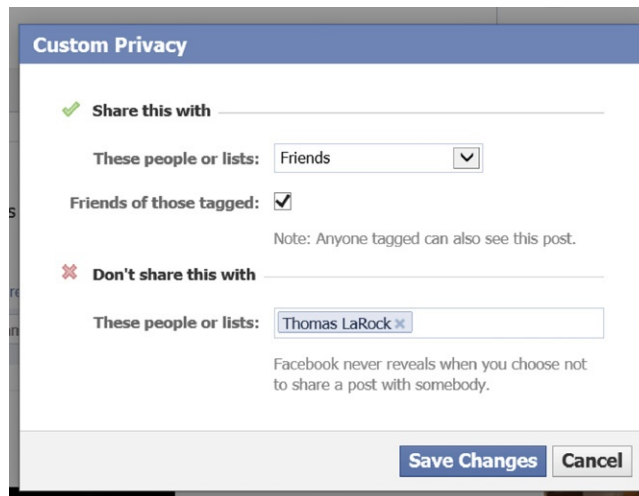 Custom Privacy
Share this with
These people or lists: Friends
Friends of those tagged:
Note: Anyone tagged can also see this post.
Don't share this with
These people or lists: Thomas LaRock
Facebook never reveals when you choose not
to share a post with somebody.
Save Changes Cancel